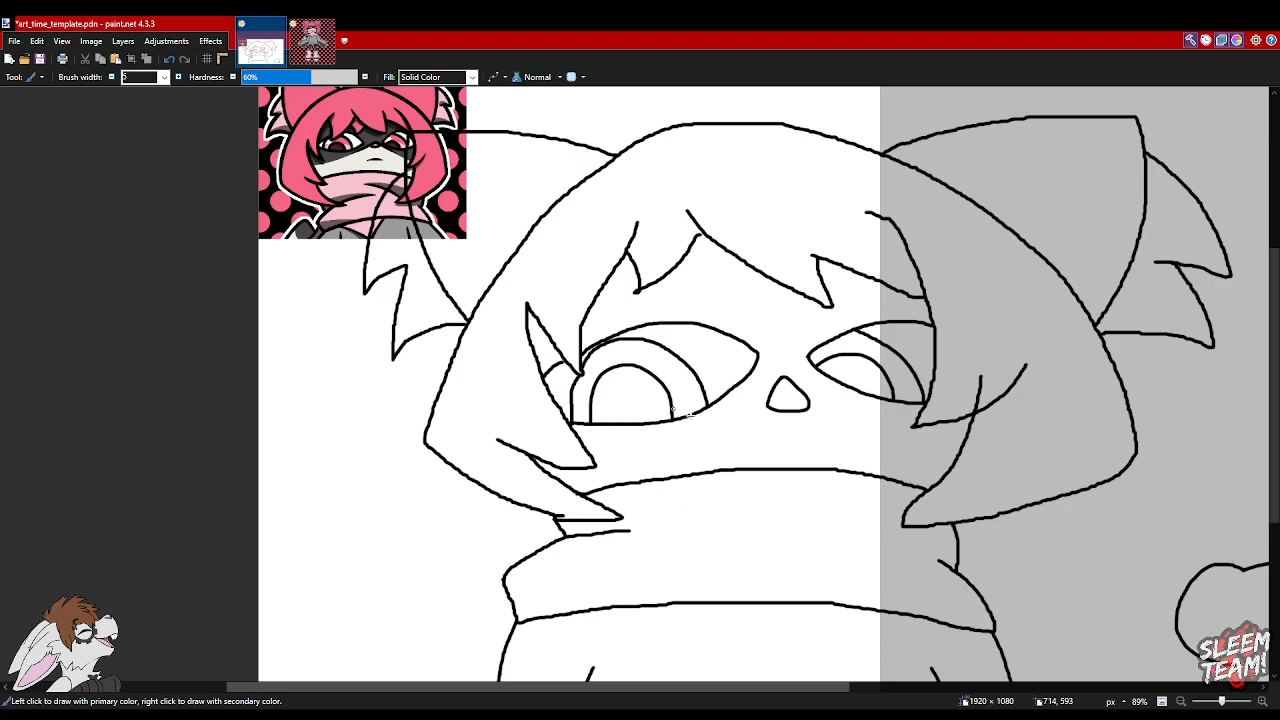 *art_time_template.pdn - paint.net 4.3.3
File Edit View Image Layers Adjustments Effects
Tool: Brush width: Hardness: 60% Fill: Solid Color Normal
SLEEM TEAM!
Left click to draw with primary color, right click to draw with secondary color. 1920 × 1080 714, 593 px 89%